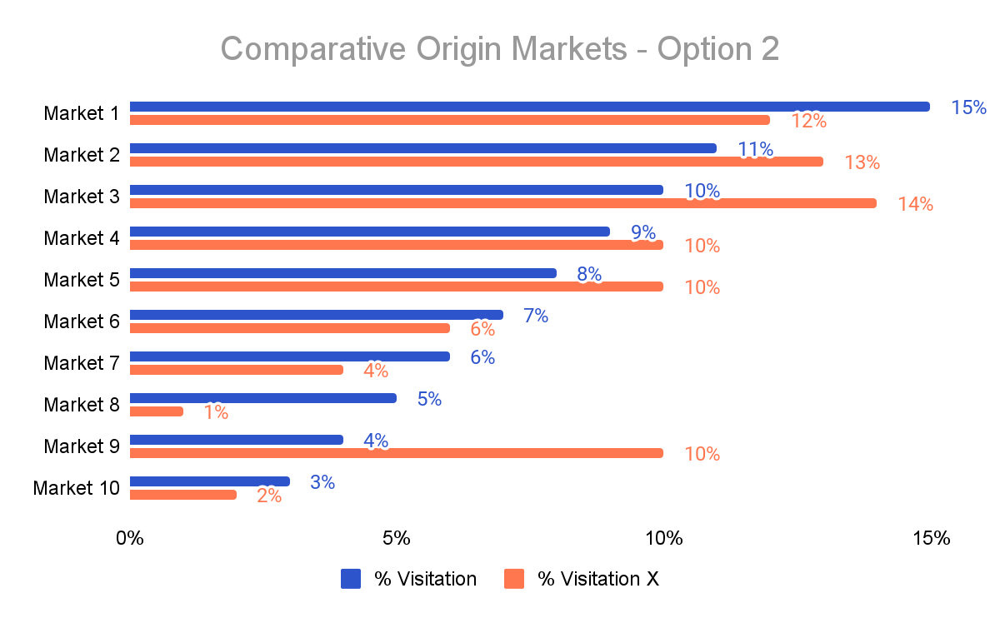 Comparative Origin Markets - Option 2
Market 1
15%
12%
Market 2
11%
13%
Market 3
10%
14%
Market 4
9%
10%
Market 5
8%
10%
Market 6
7%
6%
Market 7
6%
4%
Market 8
5%
1%
Market 9
4%
10%
Market 10
3%
2%
0% 5% 10% 15%
% Visitation % Visitation X